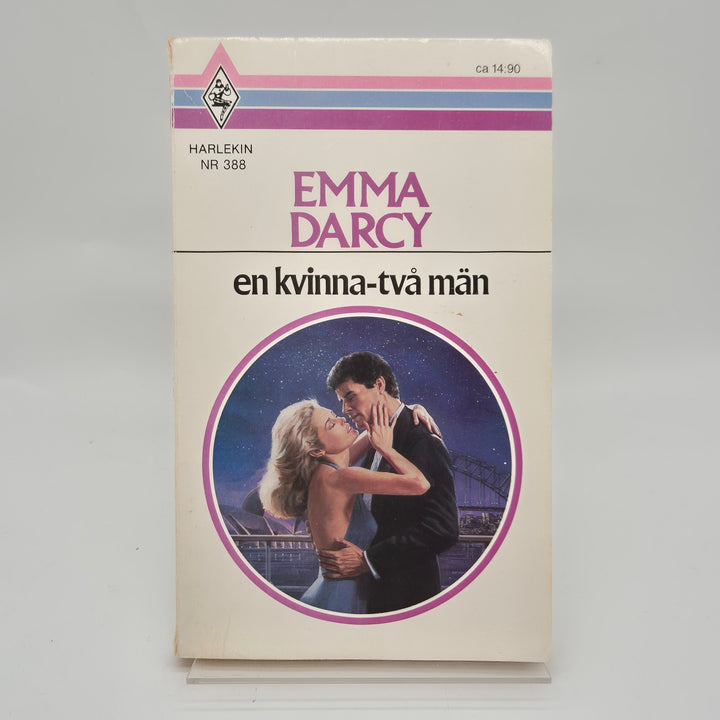 ca 14:90
HARLEKIN
NR 388
EMMA
DARCY
en kvinna-två män